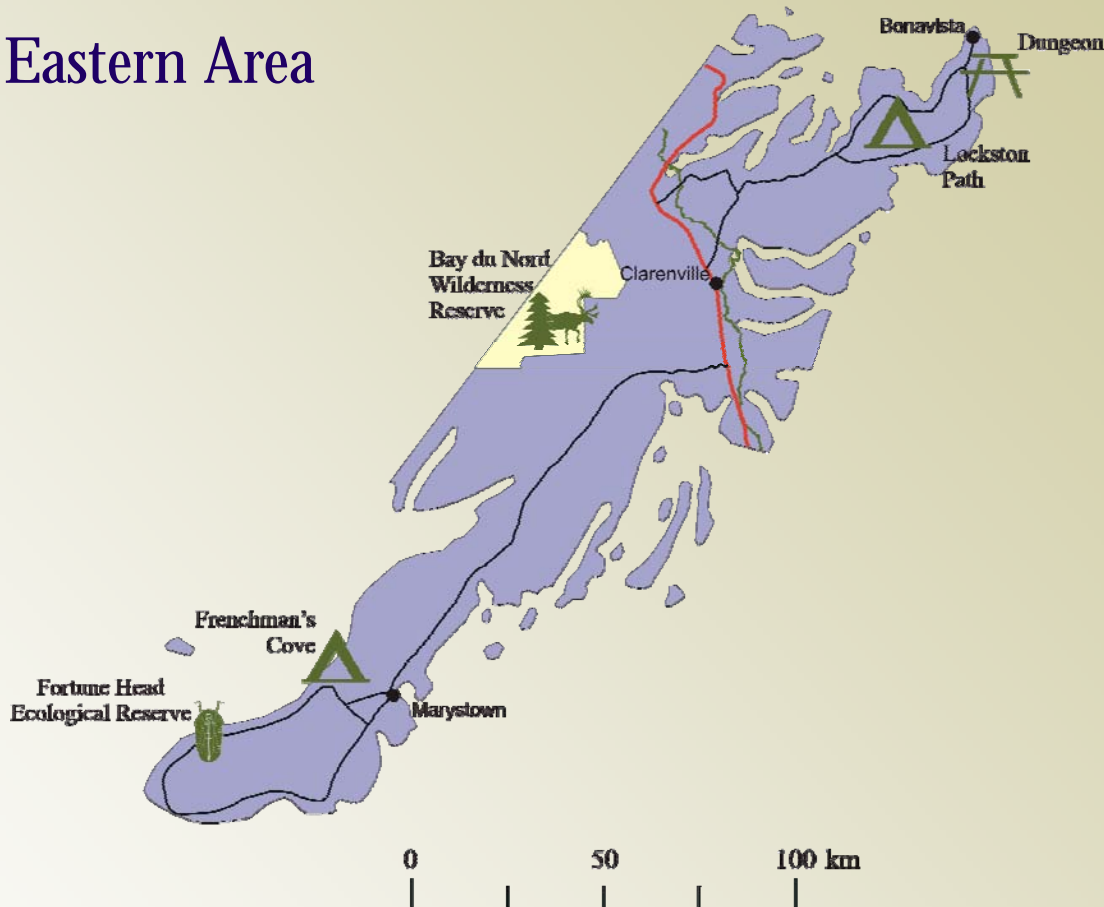 Eastern Area
Bonavista
Dungeon
Lockston
Path
Bay du Nord
Wilderness
Reserve
Clarenville
Frenchman's
Cove
Fortune Head
Ecological Reserve
Marystown
0 50 100 km